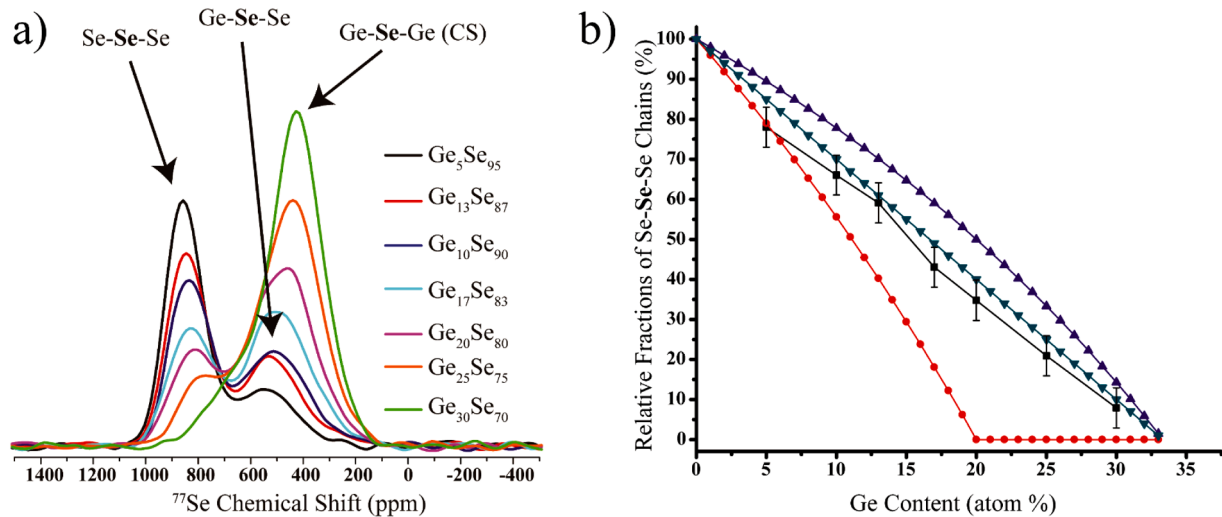 a)
Se-Se-Se
Ge-Se-Se
Ge-Se-Ge (CS)
Ge₅Se₉₅
Ge₁₃Se₈₇
Ge₁₀Se₉₀
Ge₁₇Se₈₃
Ge₂₀Se₈₀
Ge₂₅Se₇₅
Ge₃₀Se₇₀
1400 1200 1000 800 600 400 200 0 -200 -400
⁷⁷Se Chemical Shift (ppm)
b)
Relative Fractions of Se-Se-Se Chains (%)
100
90
80
70
60
50
40
30
20
10
0
0 5 10 15 20 25 30 35
Ge Content (atom %)